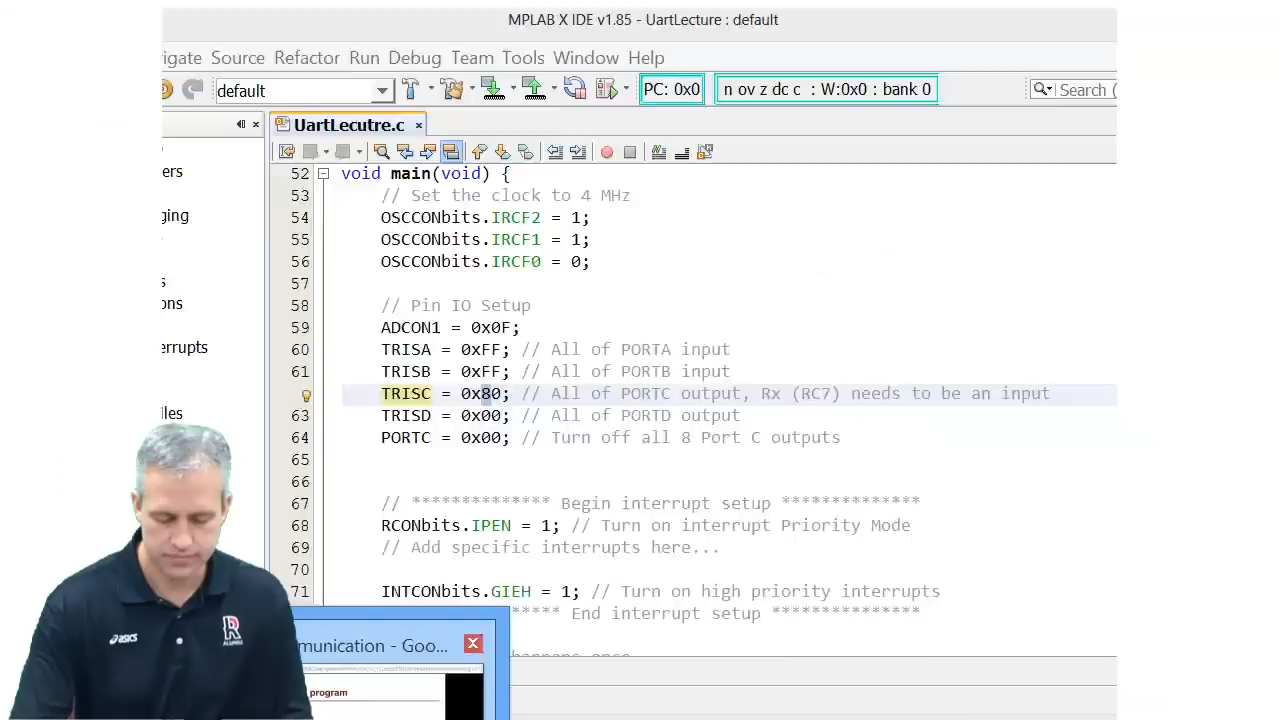 MPLAB X IDE v1.85 - UartLecture : default
igate Source Refactor Run Debug Team Tools Window Help
default PC: 0x0 n ov z dc c : W:0x0 : bank 0 Search (
UartLecutre.c
52 void main(void) {
53 // Set the clock to 4 MHz
54 OSCCONbits.IRCF2 = 1;
55 OSCCONbits.IRCF1 = 1;
56 OSCCONbits.IRCF0 = 0;
57
58 // Pin IO Setup
59 ADCON1 = 0x0F;
60 TRISA = 0xFF; // All of PORTA input
61 TRISB = 0xFF; // All of PORTB input
TRISC = 0x80; // All of PORTC output, Rx (RC7) needs to be an input
63 TRISD = 0x00; // All of PORTD output
64 PORTC = 0x00; // Turn off all 8 Port C outputs
65
66
67 // ************** Begin interrupt setup ***************
68 RCONbits.IPEN = 1; // Turn on interrupt Priority Mode
69 // Add specific interrupts here...
70
71 INTCONbits.GIEH = 1; // Turn on high priority interrupts
***** End interrupt setup ***************
ers
ging
s
ons
errupts
iles
munication - Goo...
program
asics
R
ALUMNI